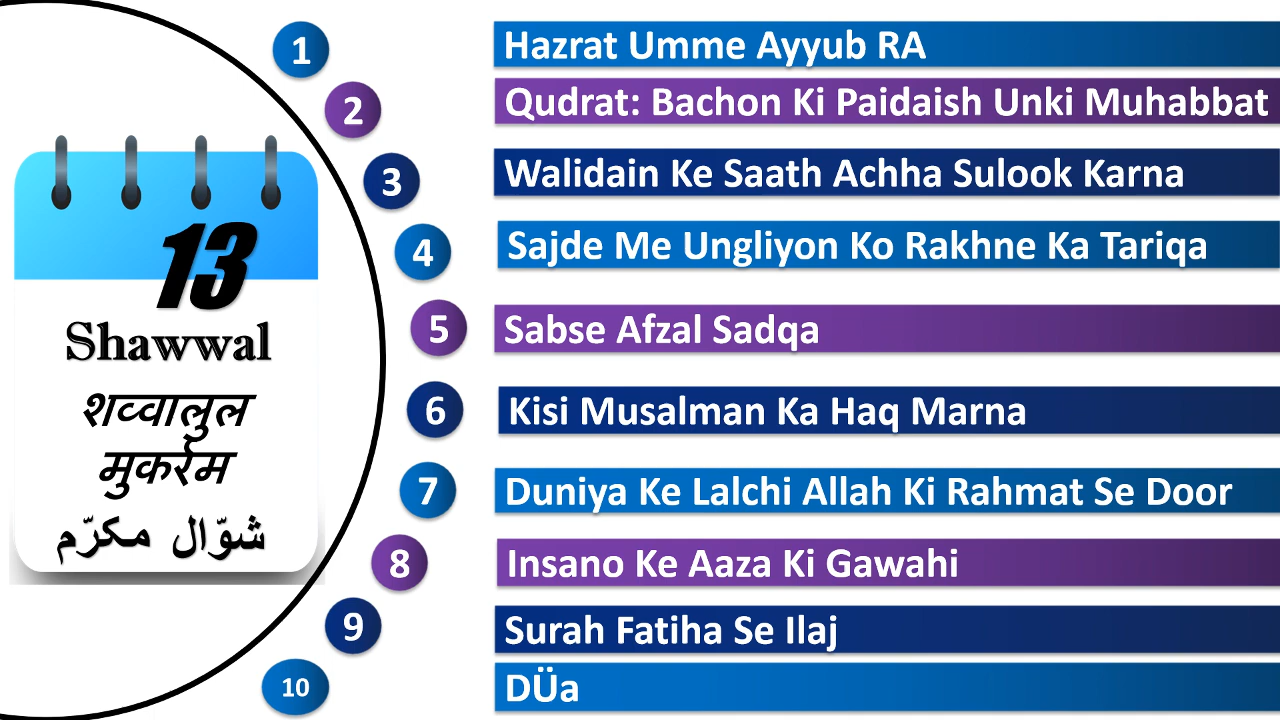 13
Shawwal
शव्वालुल
मुकर्रम
شوّال مكرّم
1 Hazrat Umme Ayyub RA
2 Qudrat: Bachon Ki Paidaish Unki Muhabbat
3 Walidain Ke Saath Achha Sulook Karna
4 Sajde Me Ungliyon Ko Rakhne Ka Tariqa
5 Sabse Afzal Sadqa
6 Kisi Musalman Ka Haq Marna
7 Duniya Ke Lalchi Allah Ki Rahmat Se Door
8 Insano Ke Aaza Ki Gawahi
9 Surah Fatiha Se Ilaj
10 DÜa